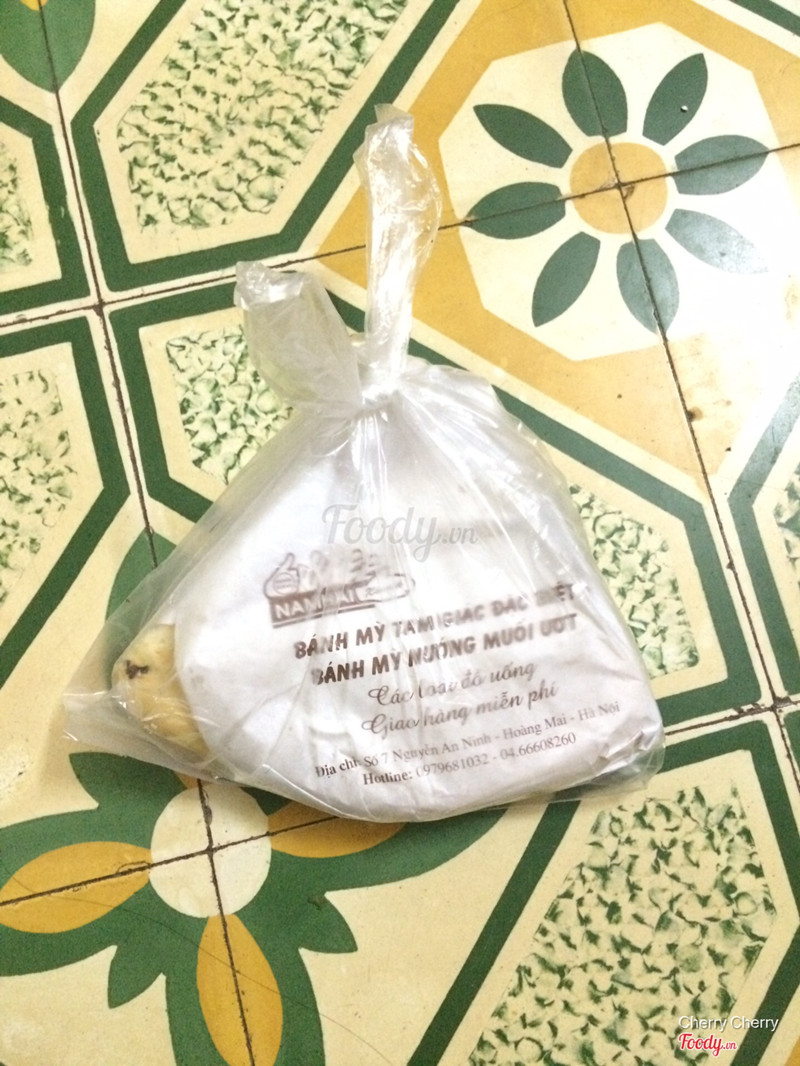 Foody.vn
BÁNH MỲ TAM GIÁC ĐẶC BIỆT
BÁNH MỲ NƯỚNG MUỐI ƯỚT
Các loại đồ uống
Giao hàng miễn phí
Địa chỉ: Số 7 Nguyễn An Ninh - Hoàng Mai - Hà Nội
Hotline: 0979681032 - 04.66608260
Cherry Cherry
Foody.vn